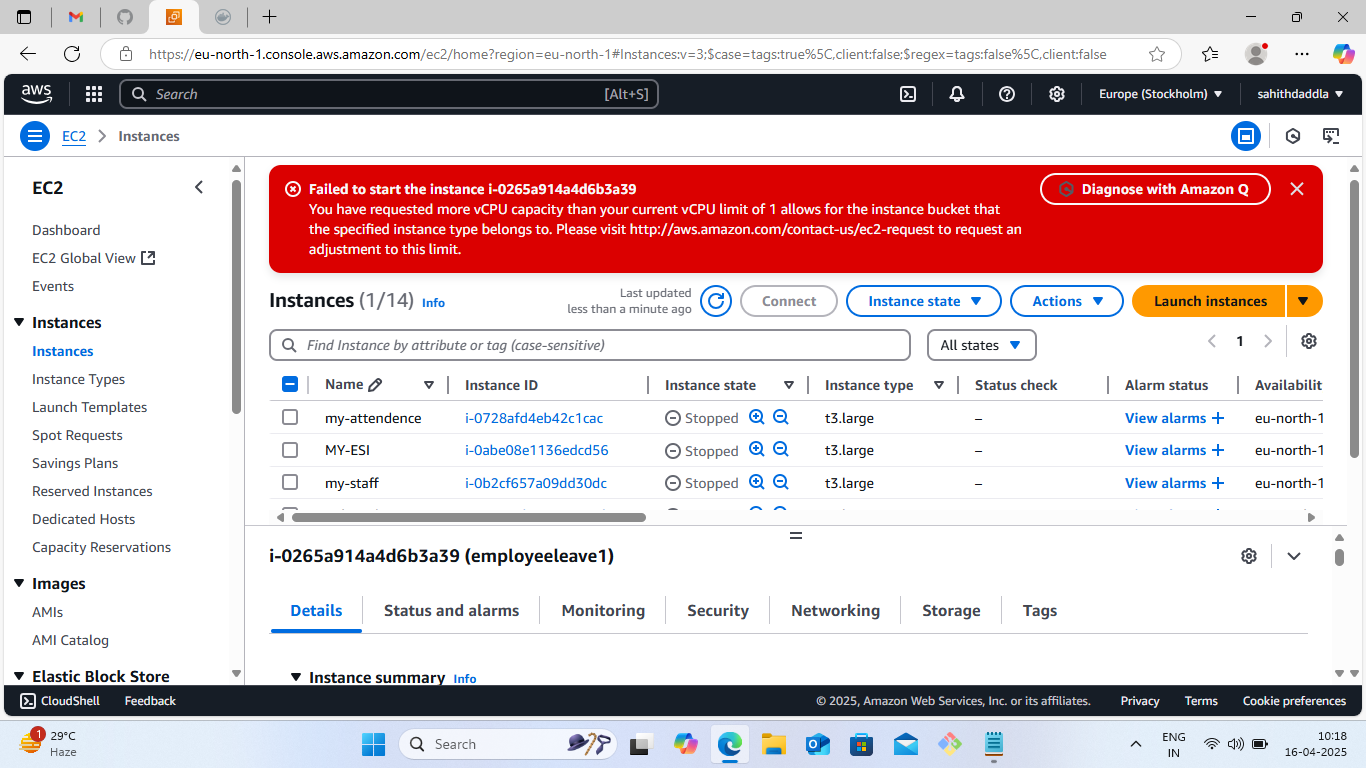 https://eu-north-1.console.aws.amazon.com/ec2/home?region=eu-north-1#Instances:v=3;$case=tags:true%5C,client:false;$regex=tags:false%5C,client:false
aws
Search [Alt+S]
Europe (Stockholm)
sahithdaddla
EC2 > Instances
EC2
Dashboard
EC2 Global View
Events
Instances
Instances
Instance Types
Launch Templates
Spot Requests
Savings Plans
Reserved Instances
Dedicated Hosts
Capacity Reservations
Images
AMIs
AMI Catalog
Elastic Block Store
Failed to start the instance i-0265a914a4d6b3a39
You have requested more vCPU capacity than your current vCPU limit of 1 allows for the instance bucket that
the specified instance type belongs to. Please visit http://aws.amazon.com/contact-us/ec2-request to request an
adjustment to this limit.
Diagnose with Amazon Q
Instances (1/14) Info
Last updated
less than a minute ago
Connect
Instance state
Actions
Launch instances
Find Instance by attribute or tag (case-sensitive)
All states
1
Name Instance ID Instance state Instance type Status check Alarm status Availabilit
my-attendence i-0728afd4eb42c1cac Stopped t3.large – View alarms + eu-north-1
MY-ESI i-0abe08e1136edcd56 Stopped t3.large – View alarms + eu-north-1
my-staff i-0b2cf657a09dd30dc Stopped t3.large – View alarms + eu-north-1
i-0265a914a4d6b3a39 (employeeleave1)
Details Status and alarms Monitoring Security Networking Storage Tags
Instance summary Info
CloudShell Feedback © 2025, Amazon Web Services, Inc. or its affiliates. Privacy Terms Cookie preferences
1
29°C
Haze
Search
ENG
IN
10:18
16-04-2025